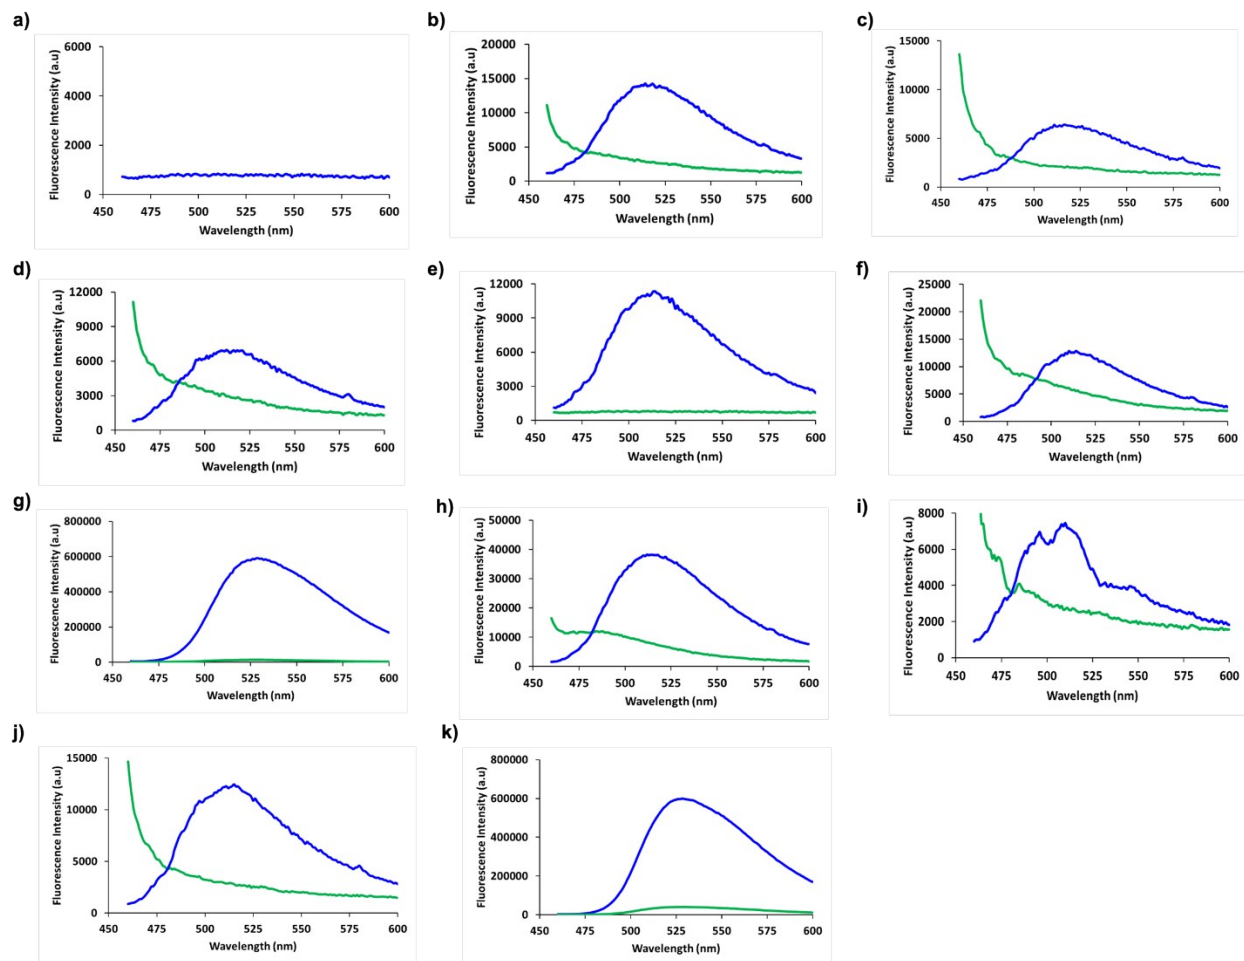 a)
Fluorescence Intensity (a.u)
6000
4000
2000
0
450 475 500 525 550 575 600
Wavelength (nm)
b)
Fluorescence Intensity (a.u)
20000
15000
10000
5000
0
450 475 500 525 550 575 600
Wavelength (nm)
c)
Fluorescence Intensity (a.u)
15000
10000
5000
0
450 475 500 525 550 575 600
Wavelength (nm)
d)
Fluorescence Intensity (a.u)
12000
9000
6000
3000
0
450 475 500 525 550 575 600
Wavelength (nm)
e)
Fluorescence Intensity (a.u)
12000
9000
6000
3000
0
450 475 500 525 550 575 600
Wavelength (nm)
f)
Fluorescence Intensity (a.u)
25000
20000
15000
10000
5000
0
450 475 500 525 550 575 600
Wavelength (nm)
g)
Fluorescence Intensity (a.u)
800000
600000
400000
200000
0
450 475 500 525 550 575 600
Wavelength (nm)
h)
Fluorescence Intensity (a.u)
50000
40000
30000
20000
10000
0
450 475 500 525 550 575 600
Wavelength (nm)
i)
Fluorescence Intensity (a.u)
8000
6000
4000
2000
0
450 475 500 525 550 575 600
Wavelength (nm)
j)
Fluorescence Intensity (a.u)
15000
10000
5000
0
450 475 500 525 550 575 600
Wavelength (nm)
k)
Fluorescence Intensity (a.u)
800000
600000
400000
200000
0
450 475 500 525 550 575 600
Wavelength (nm)